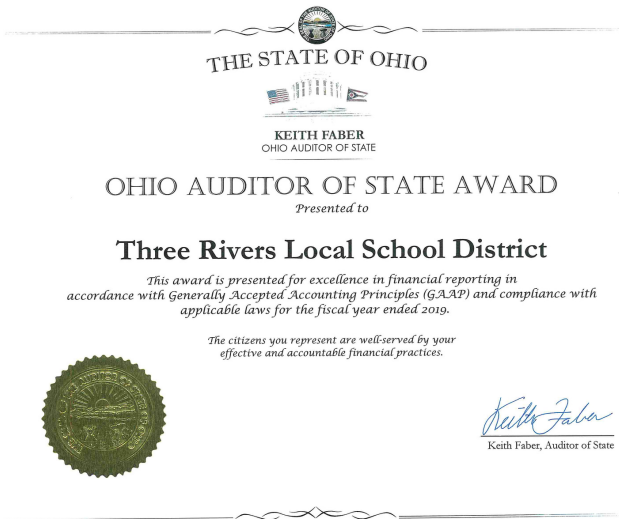 THE STATE OF OHIO
KEITH FABER
OHIO AUDITOR OF STATE
OHIO AUDITOR OF STATE AWARD
Presented to
Three Rivers Local School District
This award is presented for excellence in financial reporting in
accordance with Generally Accepted Accounting Principles (GAAP) and compliance with
applicable laws for the fiscal year ended 2019.
The citizens you represent are well-served by your
effective and accountable financial practices.
Keith Faber
Keith Faber, Auditor of State